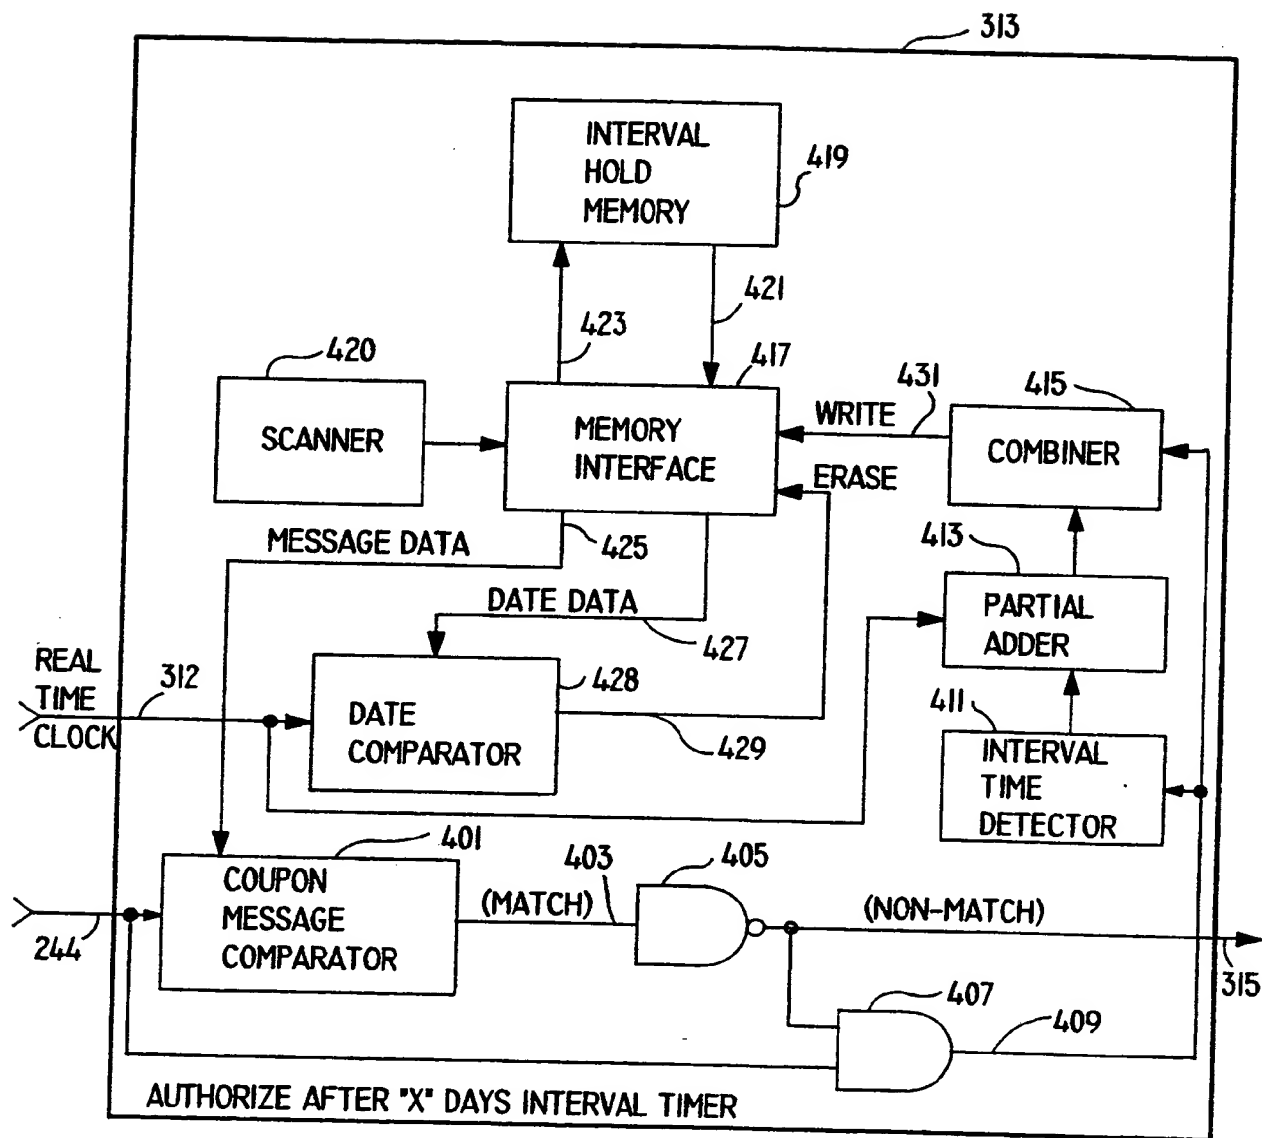 313
INTERVAL
HOLD
MEMORY
419
423
421
420
SCANNER
417
MEMORY
INTERFACE
WRITE
431
ERASE
415
COMBINER
MESSAGE DATA
425
DATE DATA
427
413
PARTIAL
ADDER
REAL
TIME
CLOCK
312
428
DATE
COMPARATOR
429
411
INTERVAL
TIME
DETECTOR
244
401
COUPON
MESSAGE
COMPARATOR
(MATCH)
403
405
(NON-MATCH)
315
407
409
AUTHORIZE AFTER "X" DAYS INTERVAL TIMER